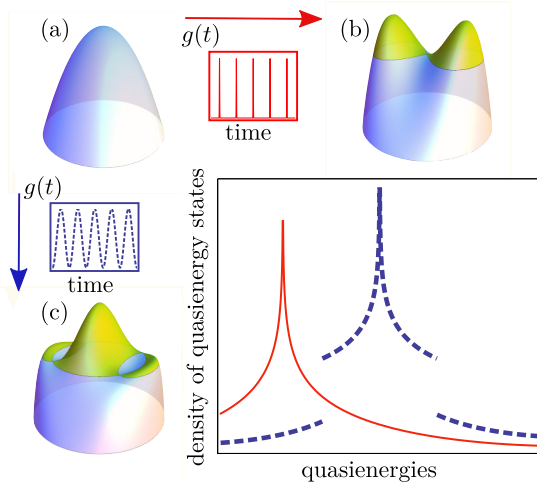 (a)
g(t)
time
(b)
g(t)
time
(c)
density of quasienergy states
quasienergies